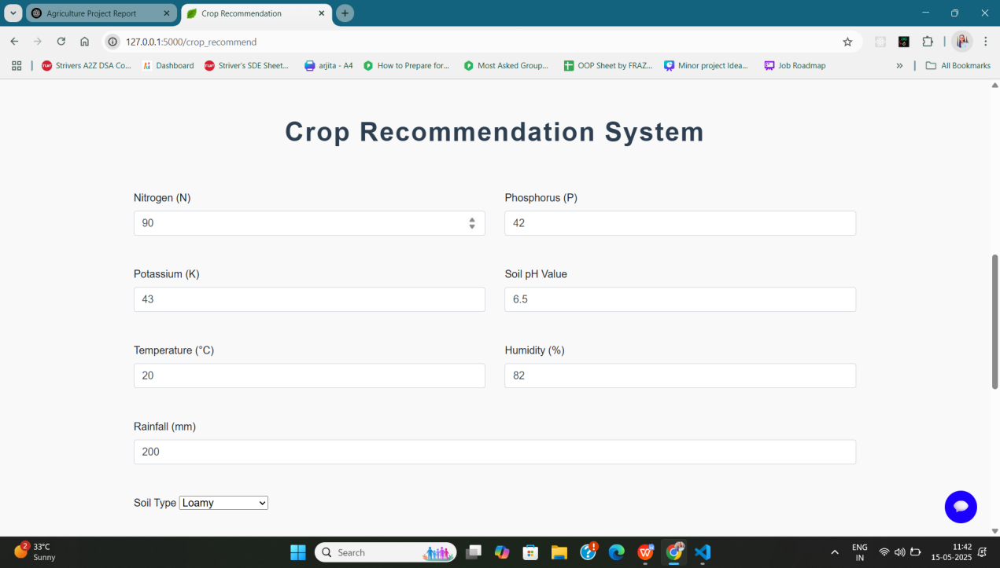 Agriculture Project Report
Crop Recommendation
127.0.0.1:5000/crop_recommend
Strivers A2Z DSA Co...
Dashboard
Striver's SDE Sheet...
arjita - A4
How to Prepare for...
Most Asked Group...
OOP Sheet by FRAZ...
Minor project Idea...
Job Roadmap
All Bookmarks
Crop Recommendation System
Nitrogen (N)
Phosphorus (P)
90
42
Potassium (K)
Soil pH Value
43
6.5
Temperature (°C)
Humidity (%)
20
82
Rainfall (mm)
200
Soil Type Loamy
2
33°C
Sunny
Search
ENG
IN
11:42
15-05-2025